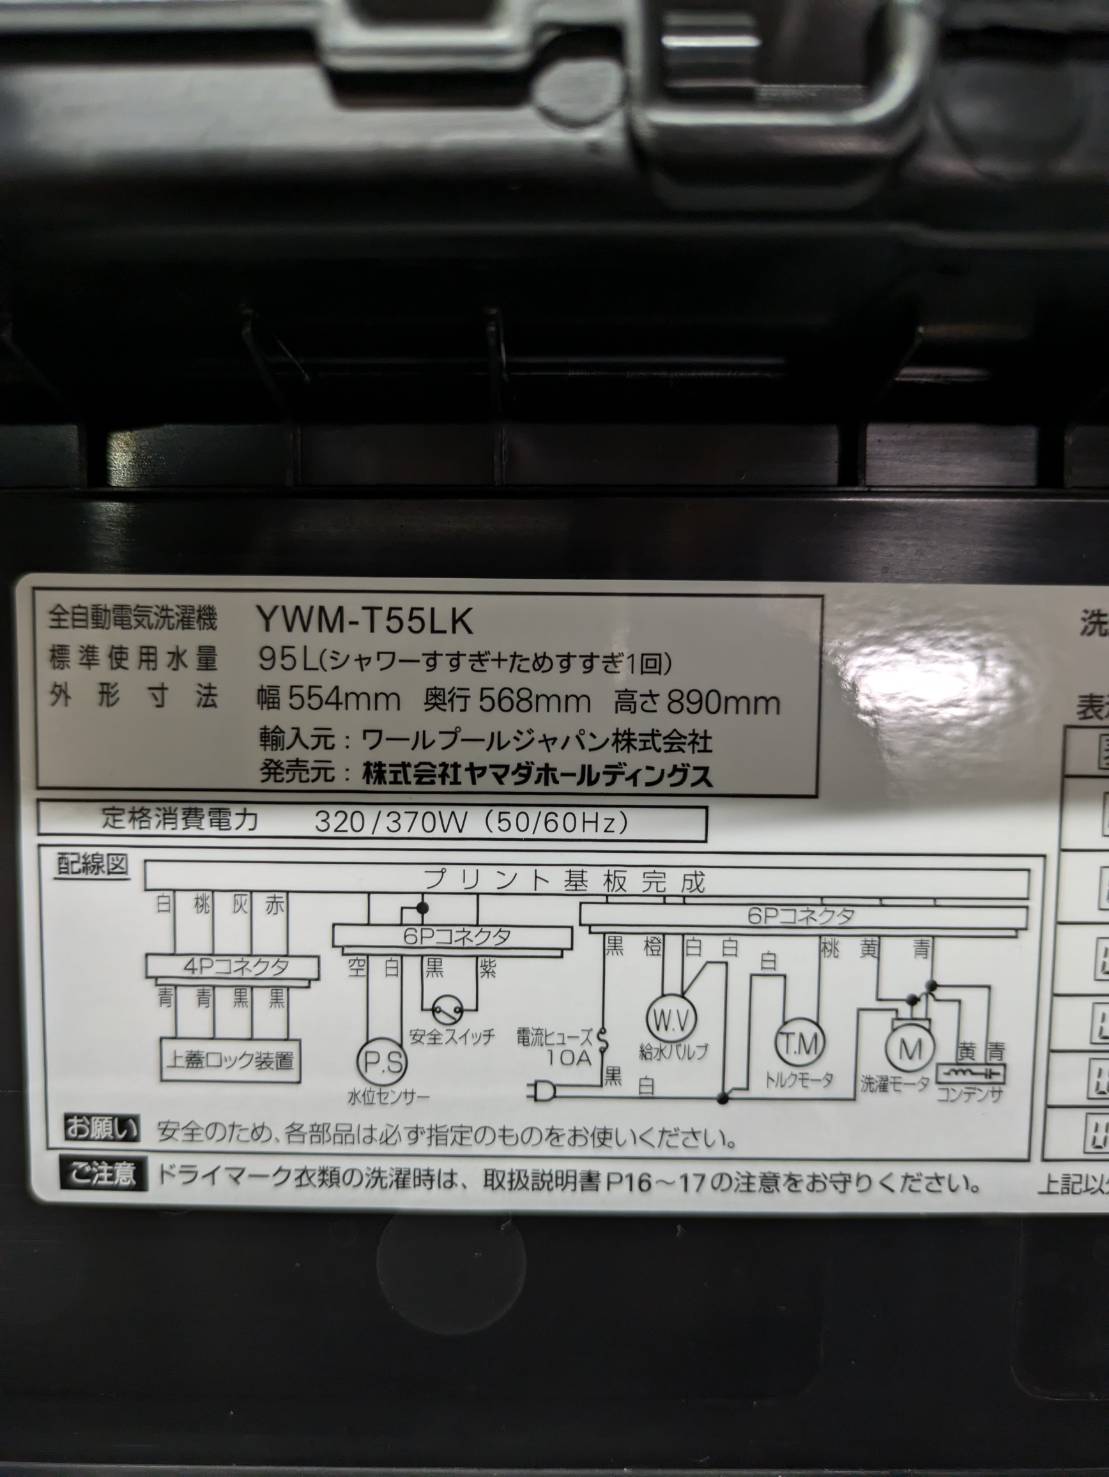 全自動電気洗濯機 YWM-T55LK
標準使用水量 95L(シャワーすすぎ+ためすすぎ1回)
外形寸法 幅554mm 奥行568mm 高さ890mm
輸入元：ワールプールジャパン株式会社
発売元：株式会社ヤマダホールディングス
定格消費電力 320/370W (50/60Hz)
配線図
プリント基板完成
白 桃 灰 赤
6Pコネクタ
6Pコネクタ
4Pコネクタ
空 白 黒 紫
黒 橙 白 白 白 桃 黄 青
青 青 黒 黒
安全スイッチ
電流ヒューズ
10A
W.V
給水バルブ
T.M
トルクモータ
M
洗濯モータ
黄 青
コンデンサ
上蓋ロック装置
P.S
水位センサー
黒
白
お願い 安全のため、各部品は必ず指定のものをお使いください。
ご注意 ドライマーク衣類の洗濯時は、取扱説明書P16～17の注意をお守りください。
洗
上記以